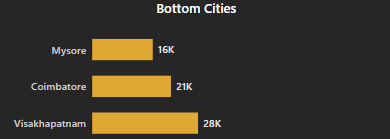 Bottom Cities
Mysore 16K
Coimbatore 21K
Visakhapatnam 28K